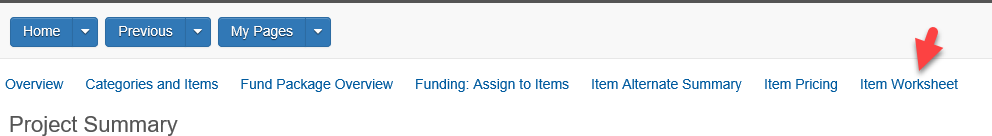 Home Previous My Pages
Overview Categories and Items Fund Package Overview Funding: Assign to Items Item Alternate Summary Item Pricing Item Worksheet
Project Summary